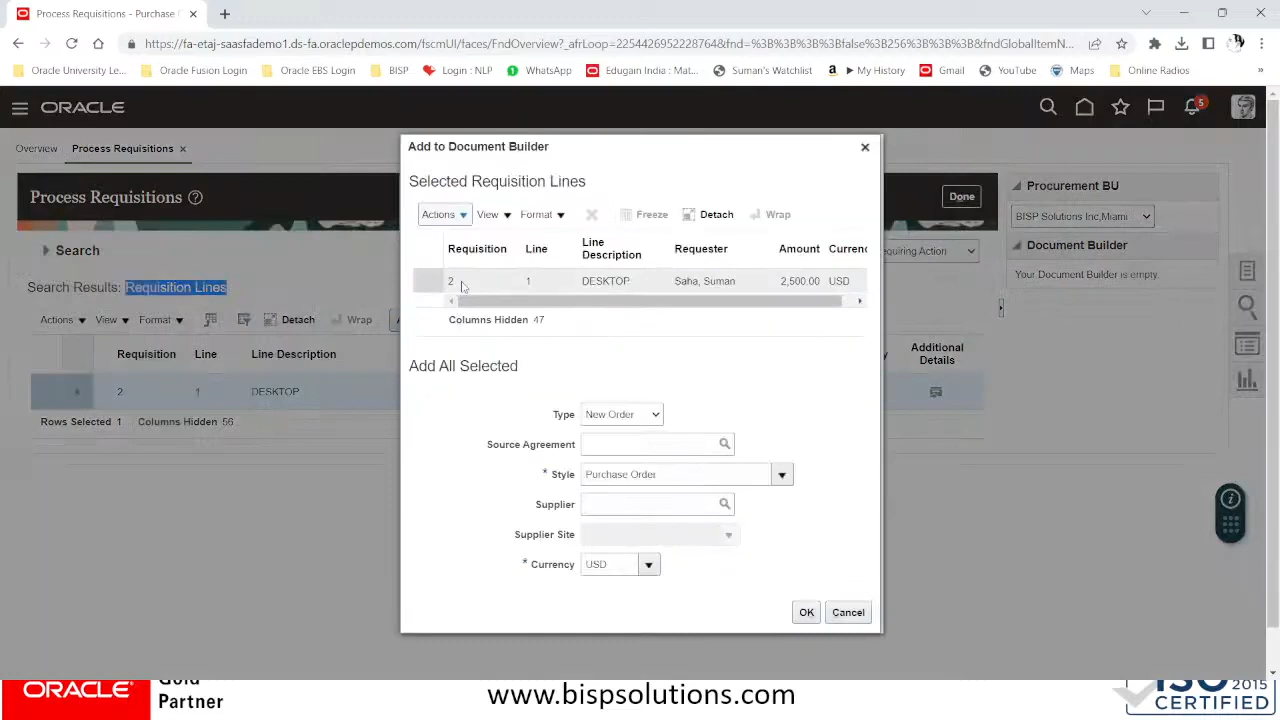 Process Requisitions - Purchase O
https://fa-etaj-saasfademo1.ds-fa.oraclepdemos.com/fscmUI/faces/FndOverview?_afrLoop=2254426952228764&fnd=%3B%3B%3B%3Bfalse%3B256%3B%3B%3B&fndGlobalItemN...
Oracle University Le... Oracle Fusion Login Oracle EBS Login BISP Login : NLP WhatsApp Edugain India : Mat... Suman's Watchlist My History Gmail YouTube Maps Online Radios »
ORACLE 5
Overview Process Requisitions
Process Requisitions
Done
Search
quiring Action
Search Results: Requisition Lines
Actions View Format Detach Wrap
Requisition Line Line Description
Additional
Details
2 1 DESKTOP
Rows Selected 1 Columns Hidden 56
Add to Document Builder
Selected Requisition Lines
Actions View Format Freeze Detach Wrap
Requisition Line Line Description Requester Amount Currenc
2 1 DESKTOP Saha, Suman 2,500.00 USD
Columns Hidden 47
Add All Selected
Type New Order
Source Agreement
* Style Purchase Order
Supplier
Supplier Site
* Currency USD
OK Cancel
Procurement BU
BISP Solutions Inc,Miami
Document Builder
Your Document Builder is empty.
ORACLE Gold
Partner
www.bispsolutions.com
ISO 2015
CERTIFIED